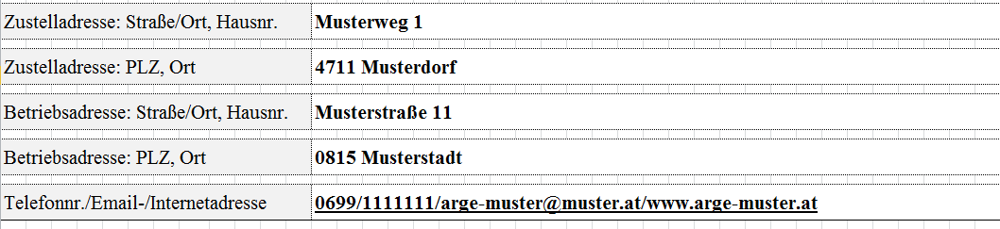 Zustelladresse: Straße/Ort, Hausnr. Musterweg 1
Zustelladresse: PLZ, Ort 4711 Musterdorf
Betriebsadresse: Straße/Ort, Hausnr. Musterstraße 11
Betriebsadresse: PLZ, Ort 0815 Musterstadt
Telefonnr./Email-/Internetadresse 0699/1111111/arge-muster@muster.at/www.arge-muster.at